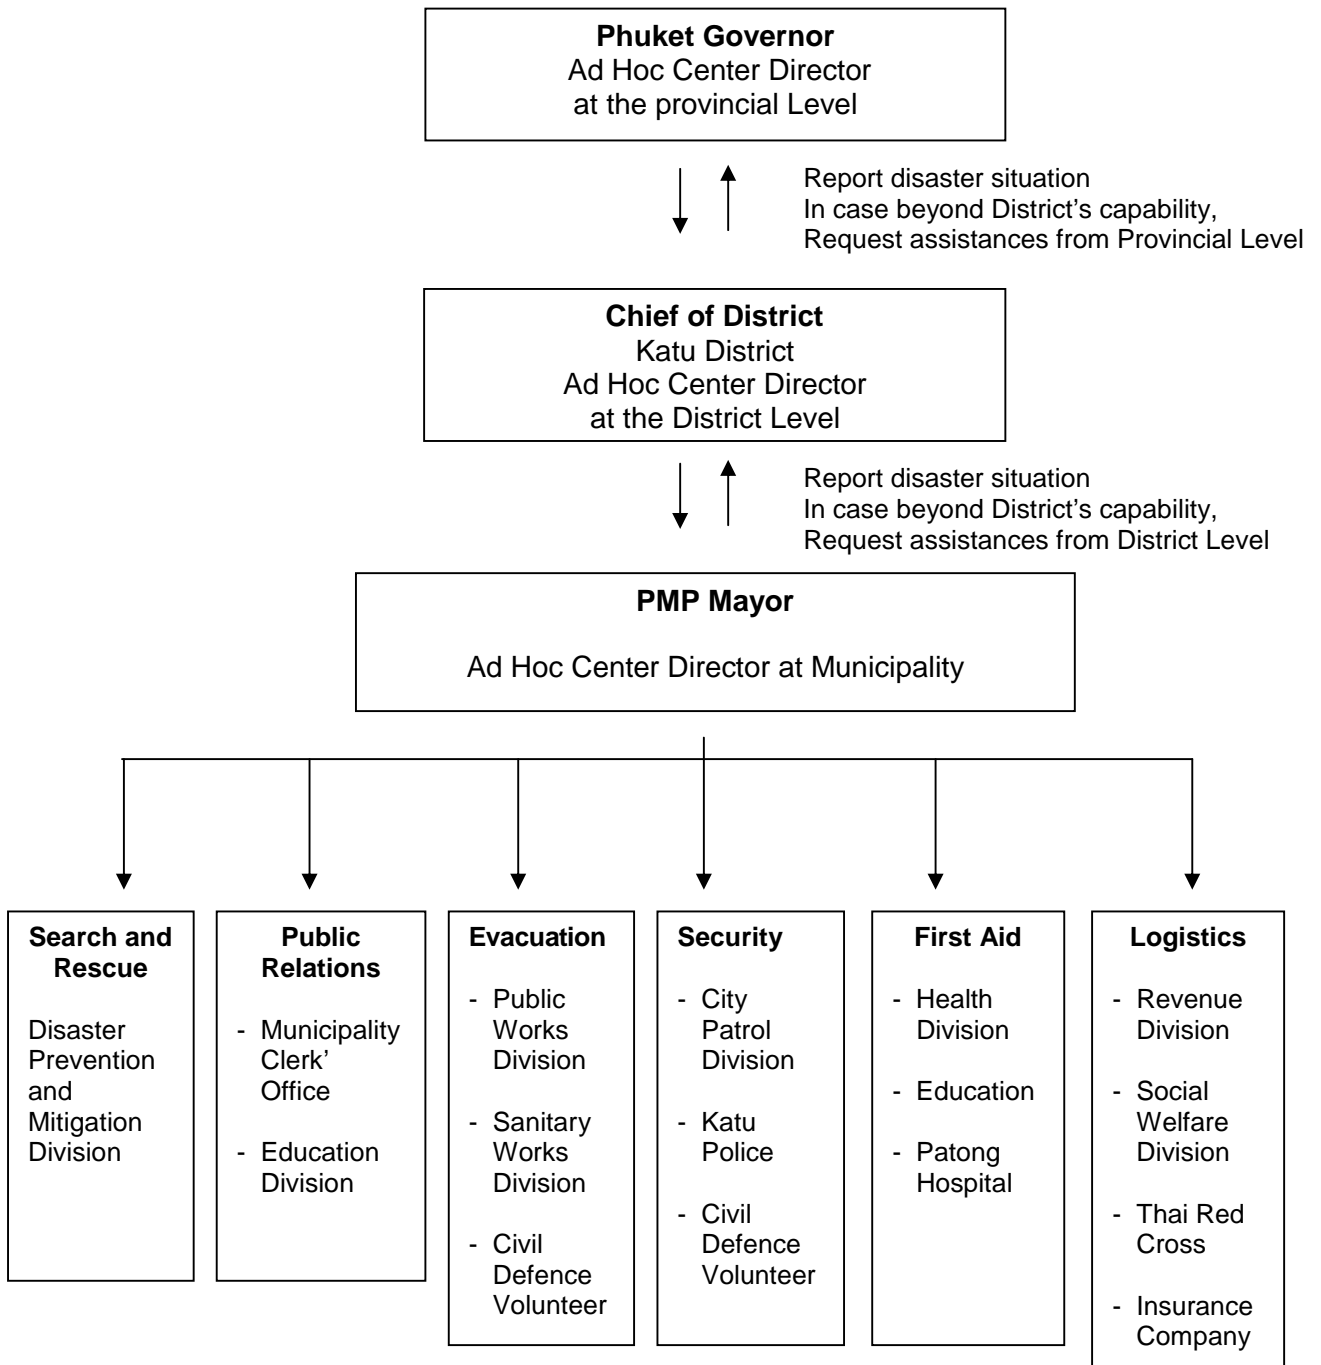 Phuket Governor
Ad Hoc Center Director
at the provincial Level
Report disaster situation
In case beyond District's capability,
Request assistances from Provincial Level
Chief of District
Katu District
Ad Hoc Center Director
at the District Level
Report disaster situation
In case beyond District's capability,
Request assistances from District Level
PMP Mayor
Ad Hoc Center Director at Municipality
Search and
Rescue
Disaster
Prevention
and
Mitigation
Division
Public
Relations
- Municipality
Clerk'
Office
- Education
Division
Evacuation
- Public
Works
Division
- Sanitary
Works
Division
- Civil
Defence
Volunteer
Security
- City
Patrol
Division
- Katu
Police
- Civil
Defence
Volunteer
First Aid
- Health
Division
- Education
- Patong
Hospital
Logistics
- Revenue
Division
- Social
Welfare
Division
- Thai Red
Cross
- Insurance
Company